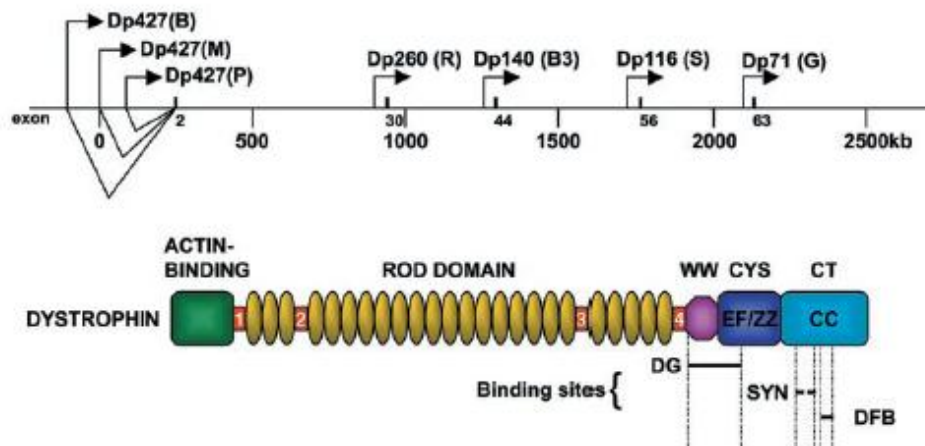 Dp427(B)
Dp427(M)
Dp427(P)
Dp260 (R) Dp140 (B3) Dp116 (S) Dp71 (G)
exon 2 30 44 56 63
0 500 1000 1500 2000 2500kb
ACTIN-
BINDING ROD DOMAIN WW CYS CT
DYSTROPHIN 1 2 3 4 EF/ZZ CC
DG
Binding sites { SYN
DFB